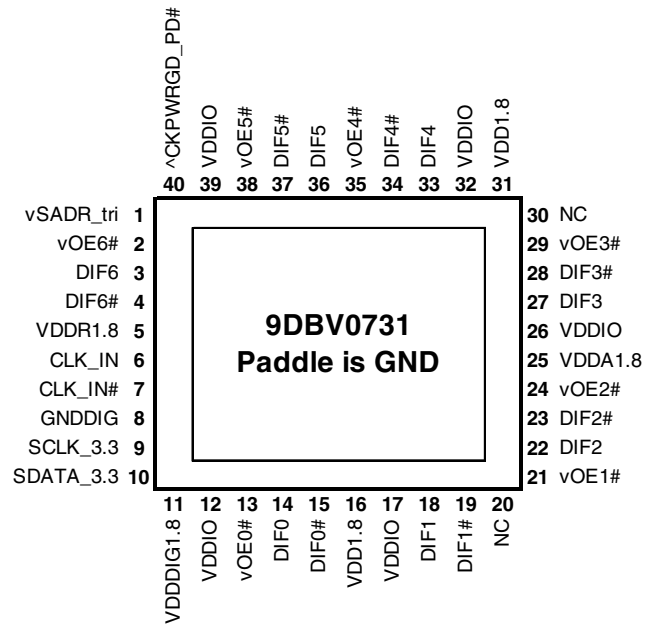 ^CKPWRGD_PD#
VDDIO
vOE5#
DIF5#
DIF5
vOE4#
DIF4#
DIF4
VDDIO
VDD1.8
40 39 38 37 36 35 34 33 32 31
vSADR_tri 1
vOE6# 2
DIF6 3
DIF6# 4
VDDR1.8 5
CLK_IN 6
CLK_IN# 7
GNDDIG 8
SCLK_3.3 9
SDATA_3.3 10
9DBV0731
Paddle is GND
30 NC
29 vOE3#
28 DIF3#
27 DIF3
26 VDDIO
25 VDDA1.8
24 vOE2#
23 DIF2#
22 DIF2
21 vOE1#
11 12 13 14 15 16 17 18 19 20
VDDDIG1.8
VDDIO
vOE0#
DIF0
DIF0#
VDD1.8
VDDIO
DIF1
DIF1#
NC